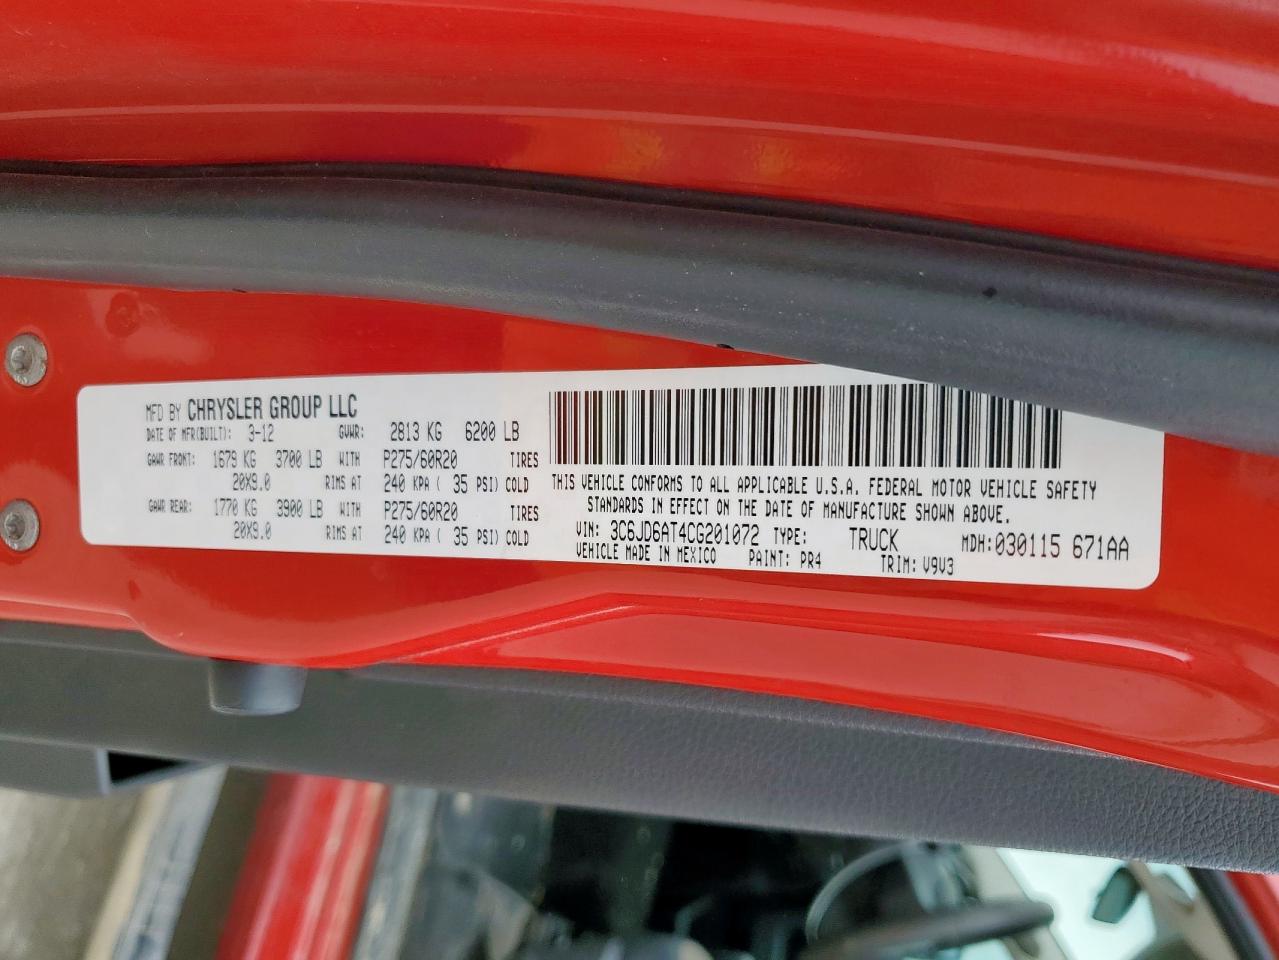 MFD BY CHRYSLER GROUP LLC
DATE OF MFR(BUILT): 3-12 GVWR: 2813 KG 6200 LB
GAWR FRONT: 1679 KG 3700 LB WITH P275/60R20 TIRES
20X9.0 RIMS AT 240 KPA ( 35 PSI) COLD
GAWR REAR: 1770 KG 3900 LB WITH P275/60R20 TIRES
20X9.0 RIMS AT 240 KPA ( 35 PSI) COLD
THIS VEHICLE CONFORMS TO ALL APPLICABLE U.S.A. FEDERAL MOTOR VEHICLE SAFETY
STANDARDS IN EFFECT ON THE DATE OF MANUFACTURE SHOWN ABOVE.
VIN: 3C6JD6AT4CG201072 TYPE: TRUCK MDH: 030115 671AA
VEHICLE MADE IN MEXICO PAINT: PR4 TRIM: V9V3